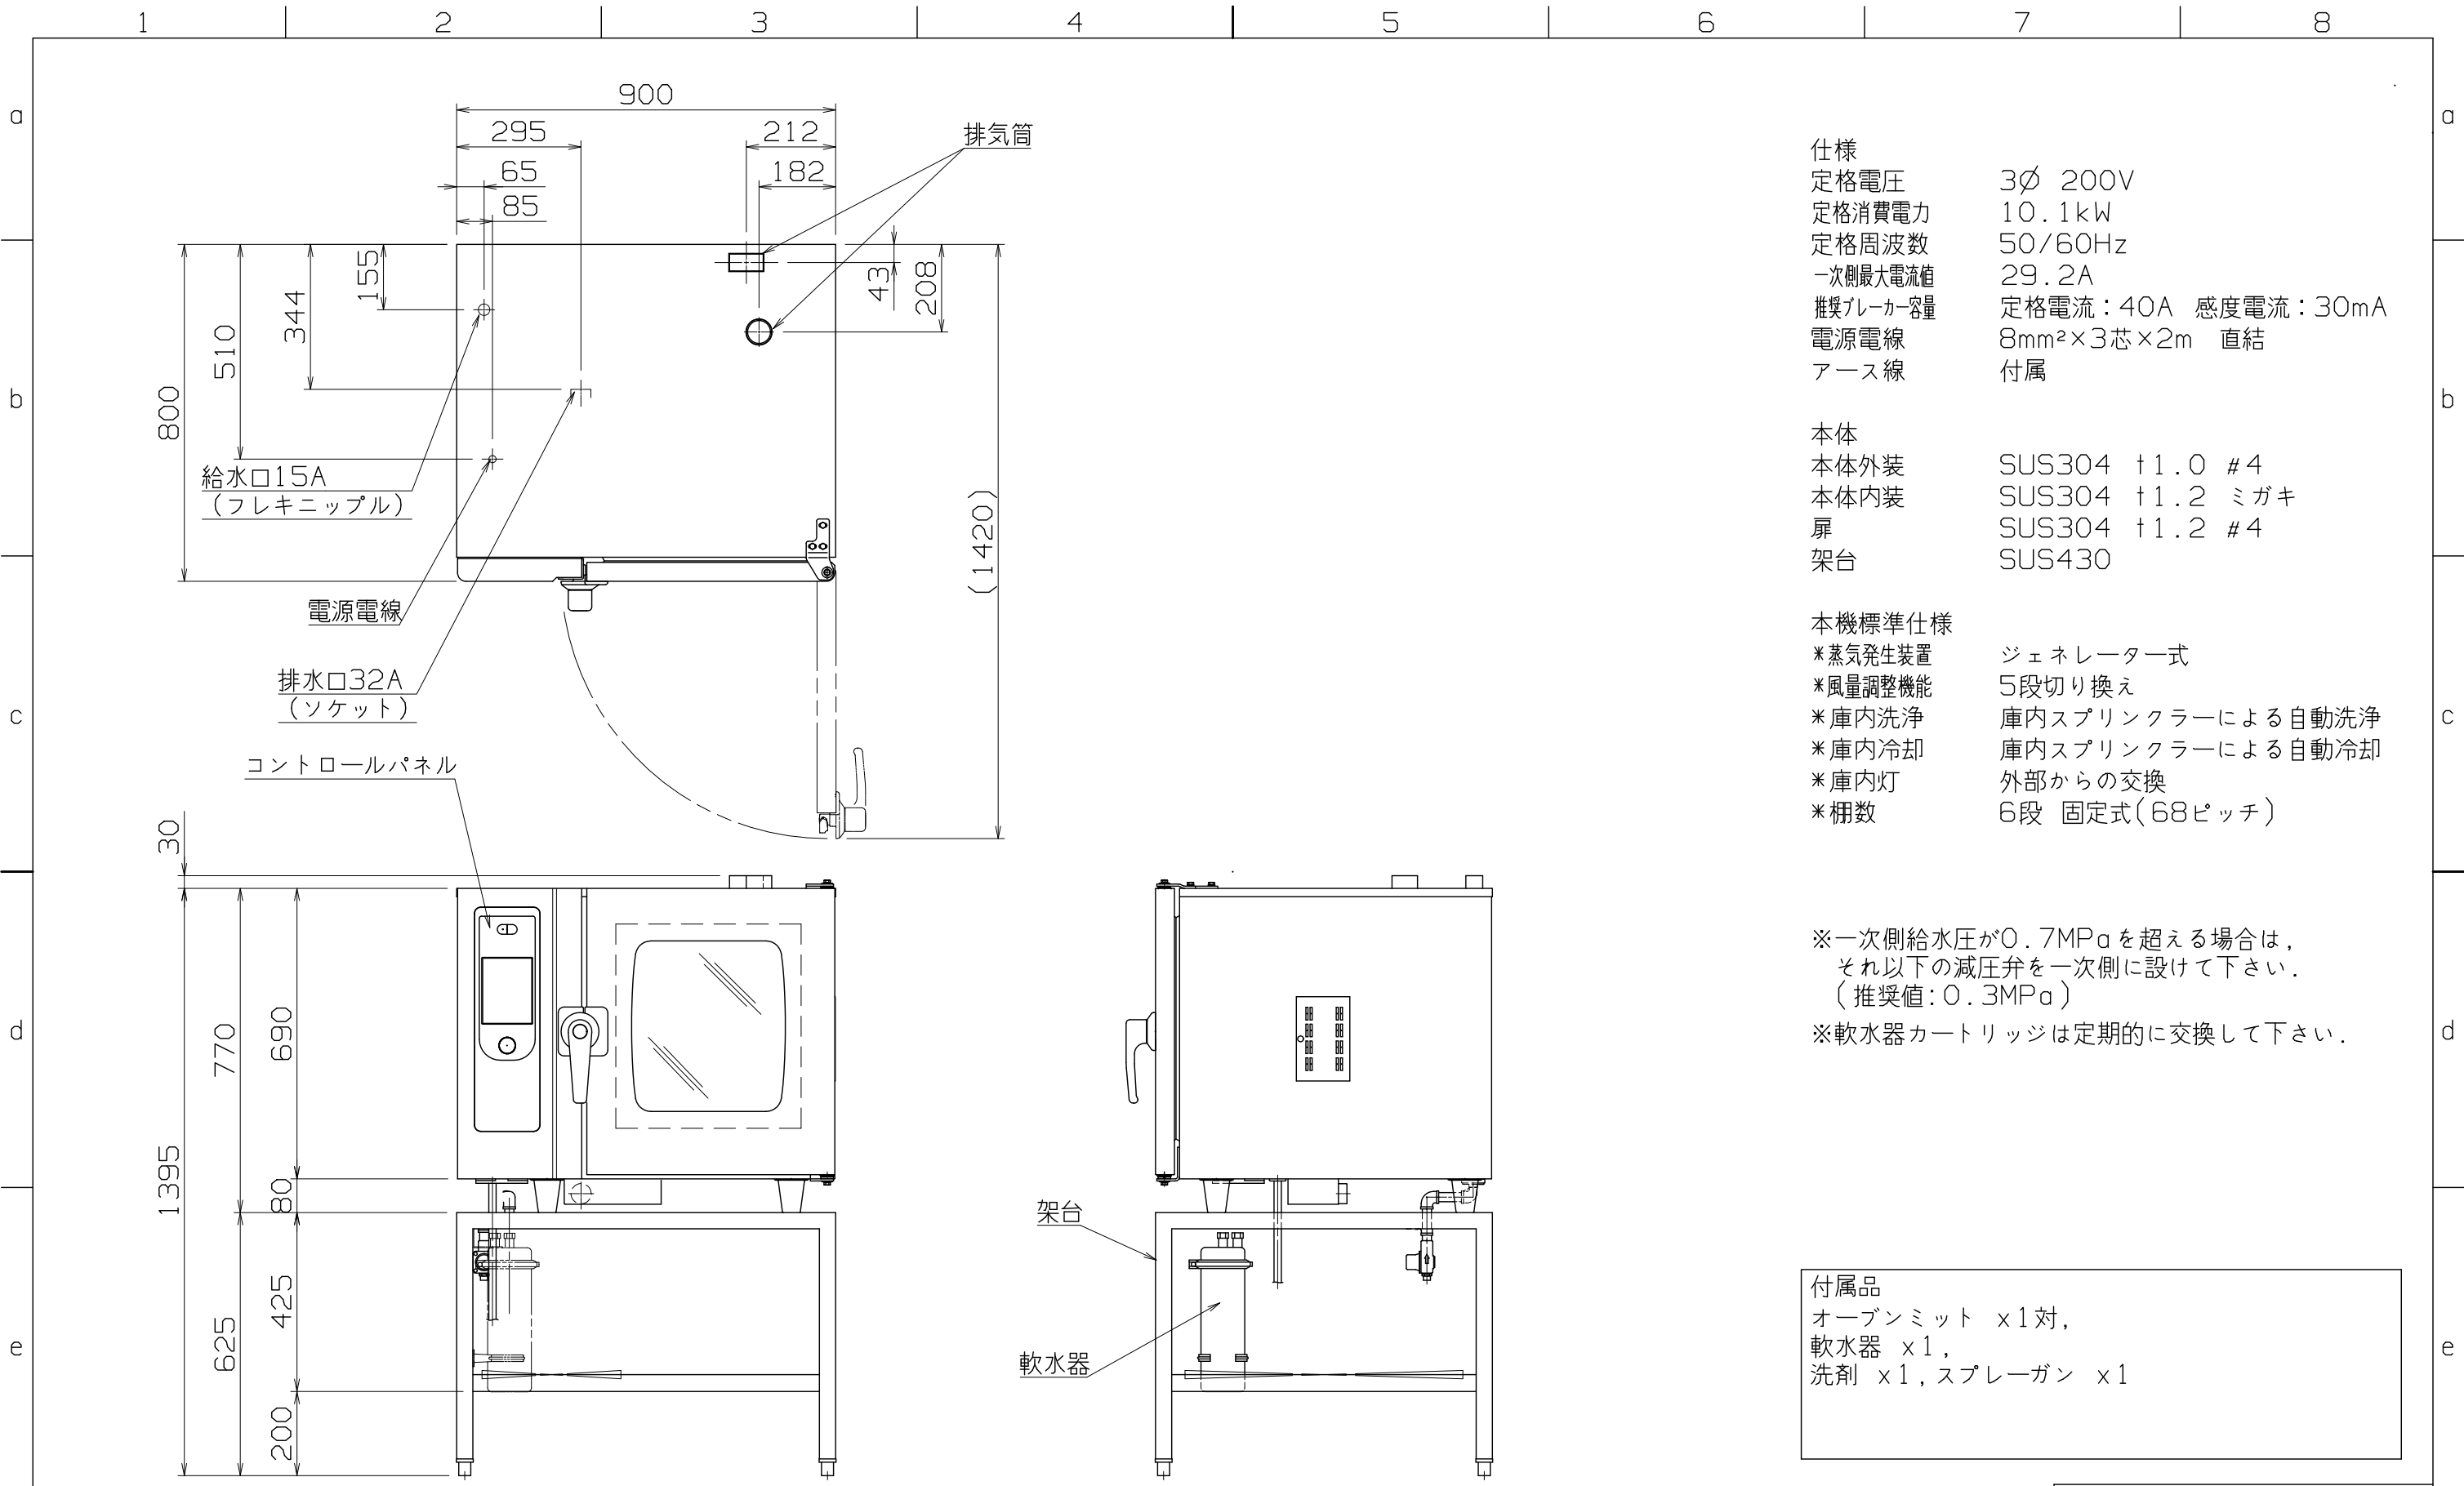 1 2 3 4 5 6 7 8
a a
b b
c c
d d
e e
900
295 212
65 182
85
排気筒
155
344
510
800
43
208
(1420)
給水口15A
(フレキニップル)
電源電線
排水口32A
(ソケット)
コントロールパネル
30
690
770
1395
80
425
625
200
架台
軟水器
仕様
定格電圧 3∅ 200V
定格消費電力 10.1kW
定格周波数 50/60Hz
一次側最大電流値 29.2A
推奨ブレーカー容量 定格電流:40A 感度電流:30mA
電源電線 8mm²×3芯×2m 直結
アース線 付属
本体
本体外装 SUS304 t1.0 #4
本体内装 SUS304 t1.2 ミガキ
扉 SUS304 t1.2 #4
架台 SUS430
本機標準仕様
*蒸気発生装置 ジェネレーター式
*風量調整機能 5段切り換え
*庫内洗浄 庫内スプリンクラーによる自動洗浄
*庫内冷却 庫内スプリンクラーによる自動冷却
*庫内灯 外部からの交換
*棚数 6段 固定式(68ピッチ)
※一次側給水圧が0.7MPaを超える場合は,
それ以下の減圧弁を一次側に設けて下さい.
(推奨値:0.3MPa)
※軟水器カートリッジは定期的に交換して下さい.
付属品
オーブンミット x1対,
軟水器 x1,
洗剤 x1,スプレーガン x1